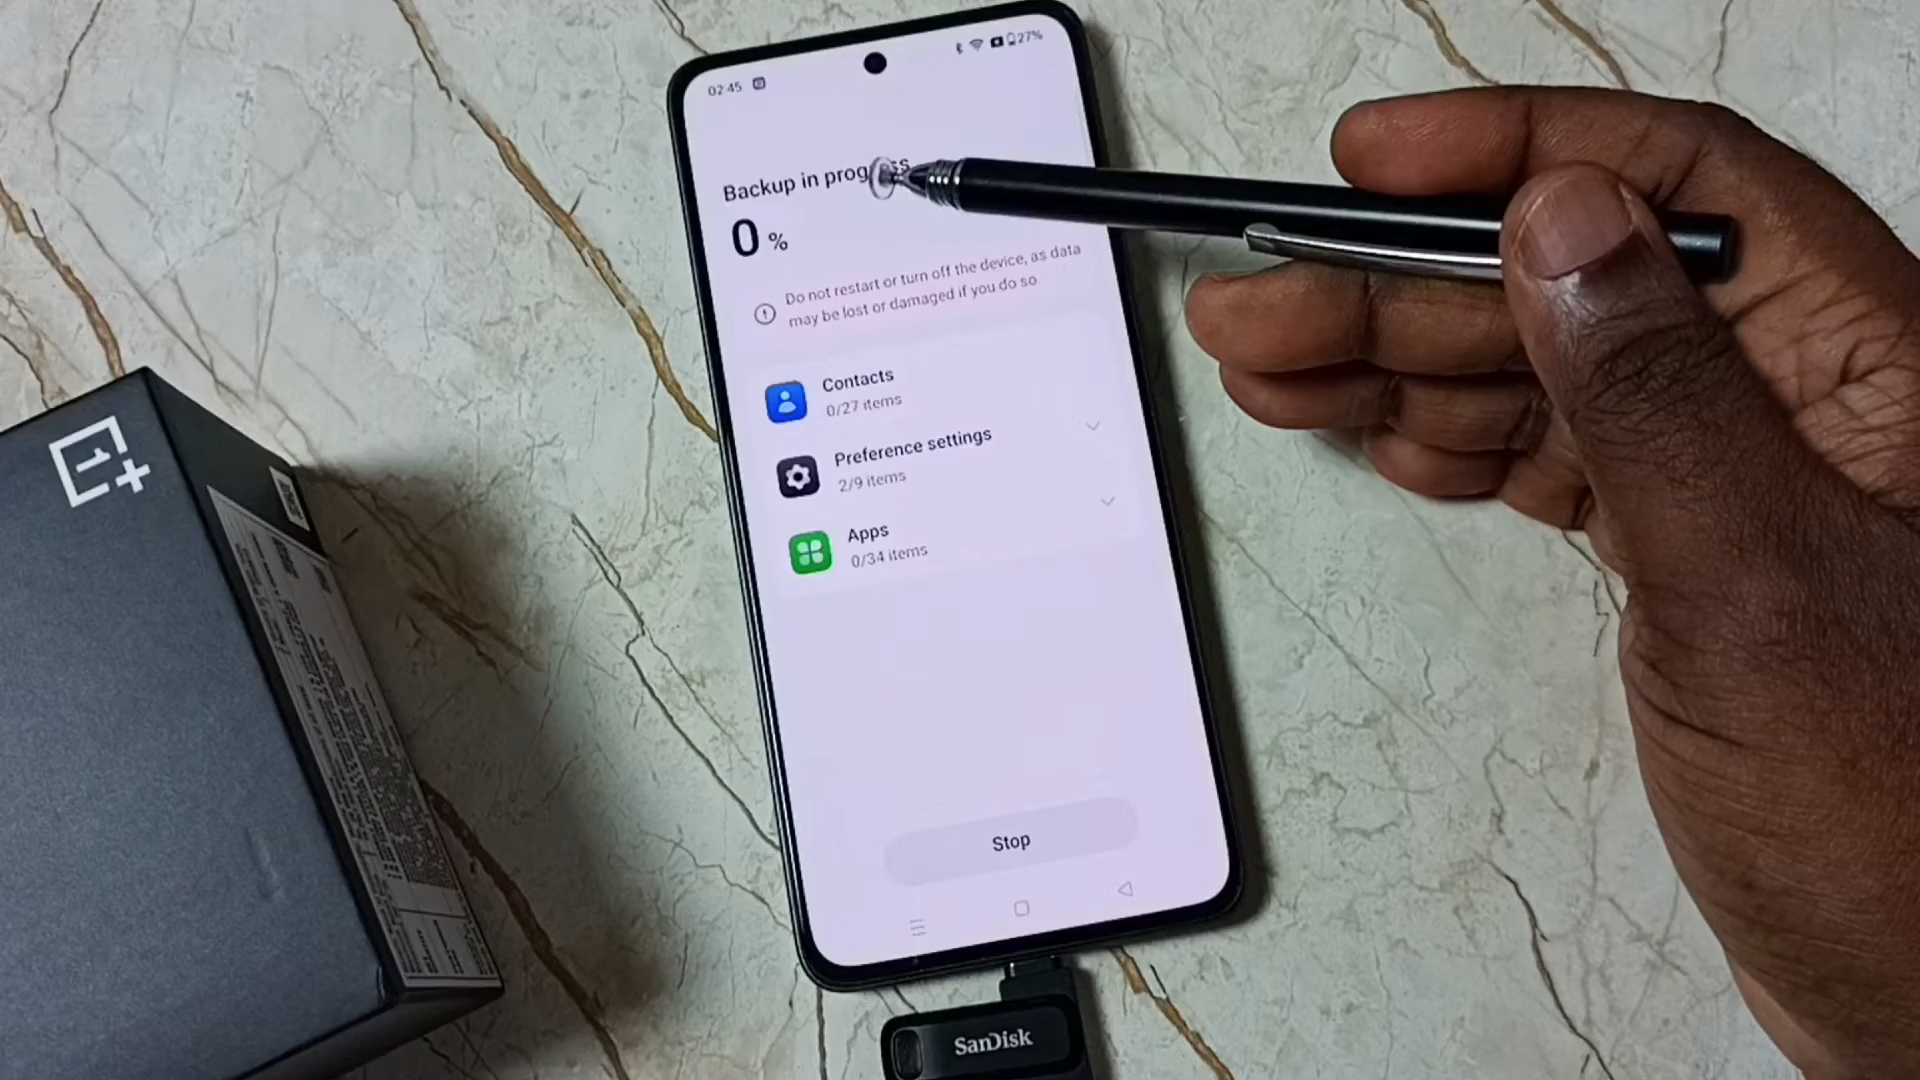 02:45
27%
Backup in progress
0 %
Do not restart or turn off the device, as data
may be lost or damaged if you do so
Contacts
0/27 items
Preference settings
2/9 items
Apps
0/34 items
Stop
SanDisk